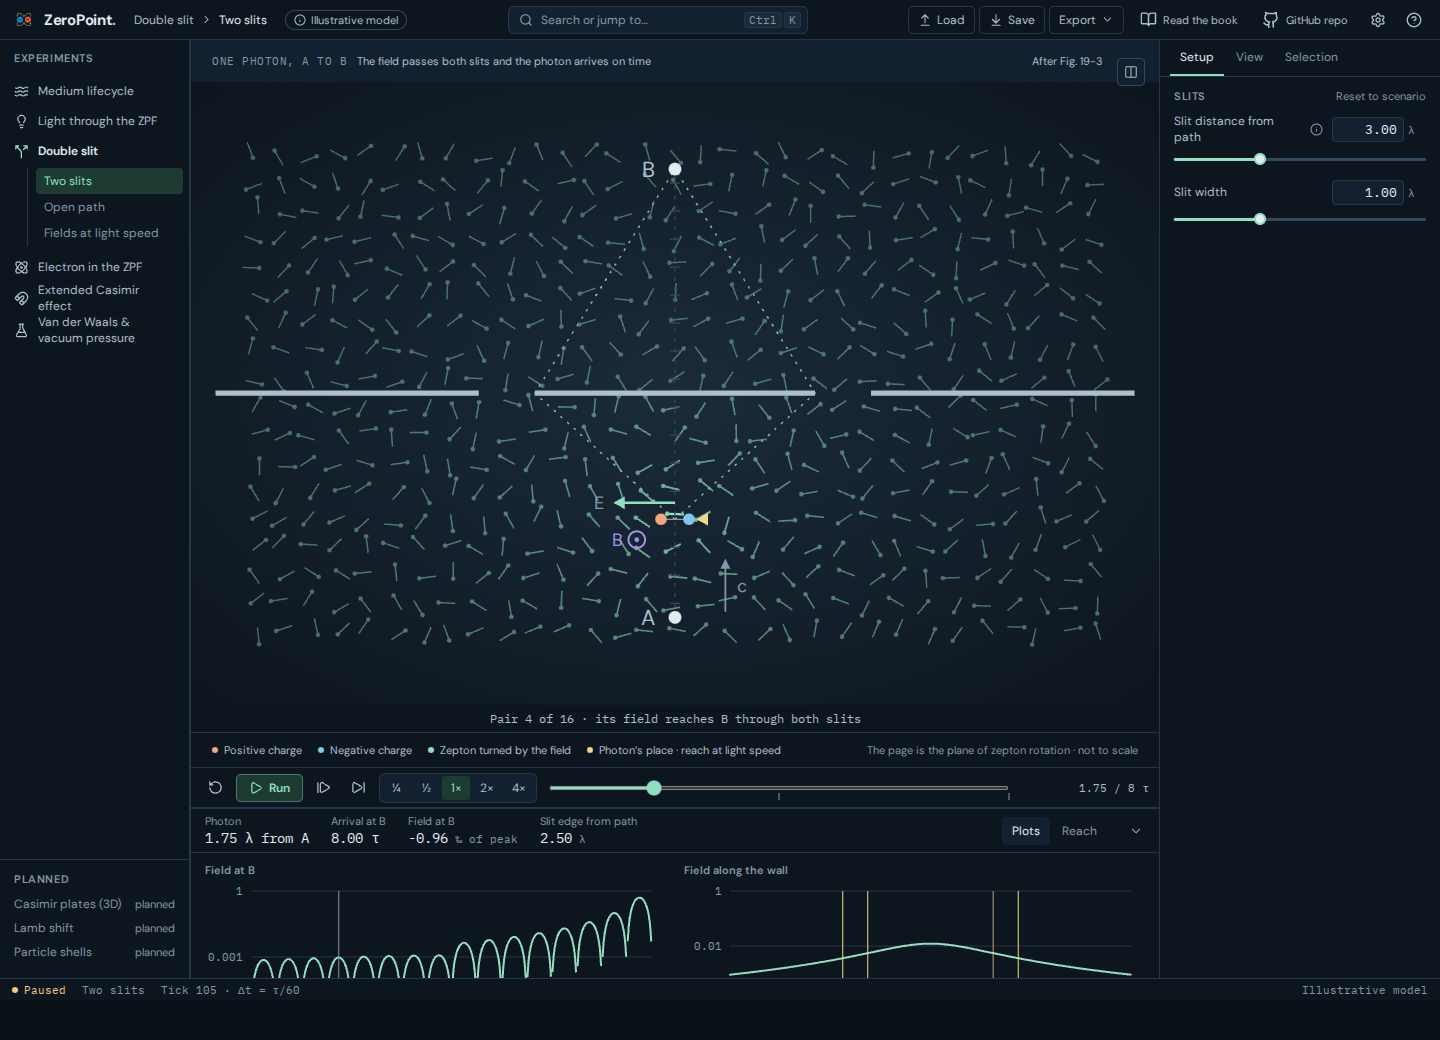 ZeroPoint.
Double slit > Two slits
Illustrative model
Search or jump to...
Ctrl K
Load
Save
Export
Read the book
GitHub repo
EXPERIMENTS
Medium lifecycle
Light through the ZPF
Double slit
Two slits
Open path
Fields at light speed
Electron in the ZPF
Extended Casimir
effect
Van der Waals &
vacuum pressure
PLANNED
Casimir plates (3D) planned
Lamb shift planned
Particle shells planned
ONE PHOTON, A TO B The field passes both slits and the photon arrives on time
After Fig. 19-3
B
E
B
c
A
Pair 4 of 16 · its field reaches B through both slits
Positive charge
Negative charge
Zepton turned by the field
Photon's place · reach at light speed
The page is the plane of zepton rotation · not to scale
Run
¼ ½ 1× 2× 4×
1.75 / 8 τ
Photon
1.75 λ from A
Arrival at B
8.00 τ
Field at B
-0.96 ‰ of peak
Slit edge from path
2.50 λ
Plots
Reach
Field at B
1
0.001
Field along the wall
1
0.01
Setup
View
Selection
SLITS
Reset to scenario
Slit distance from
path
3.00 λ
Slit width
1.00 λ
Paused
Two slits
Tick 105 · Δt = τ/60
Illustrative model